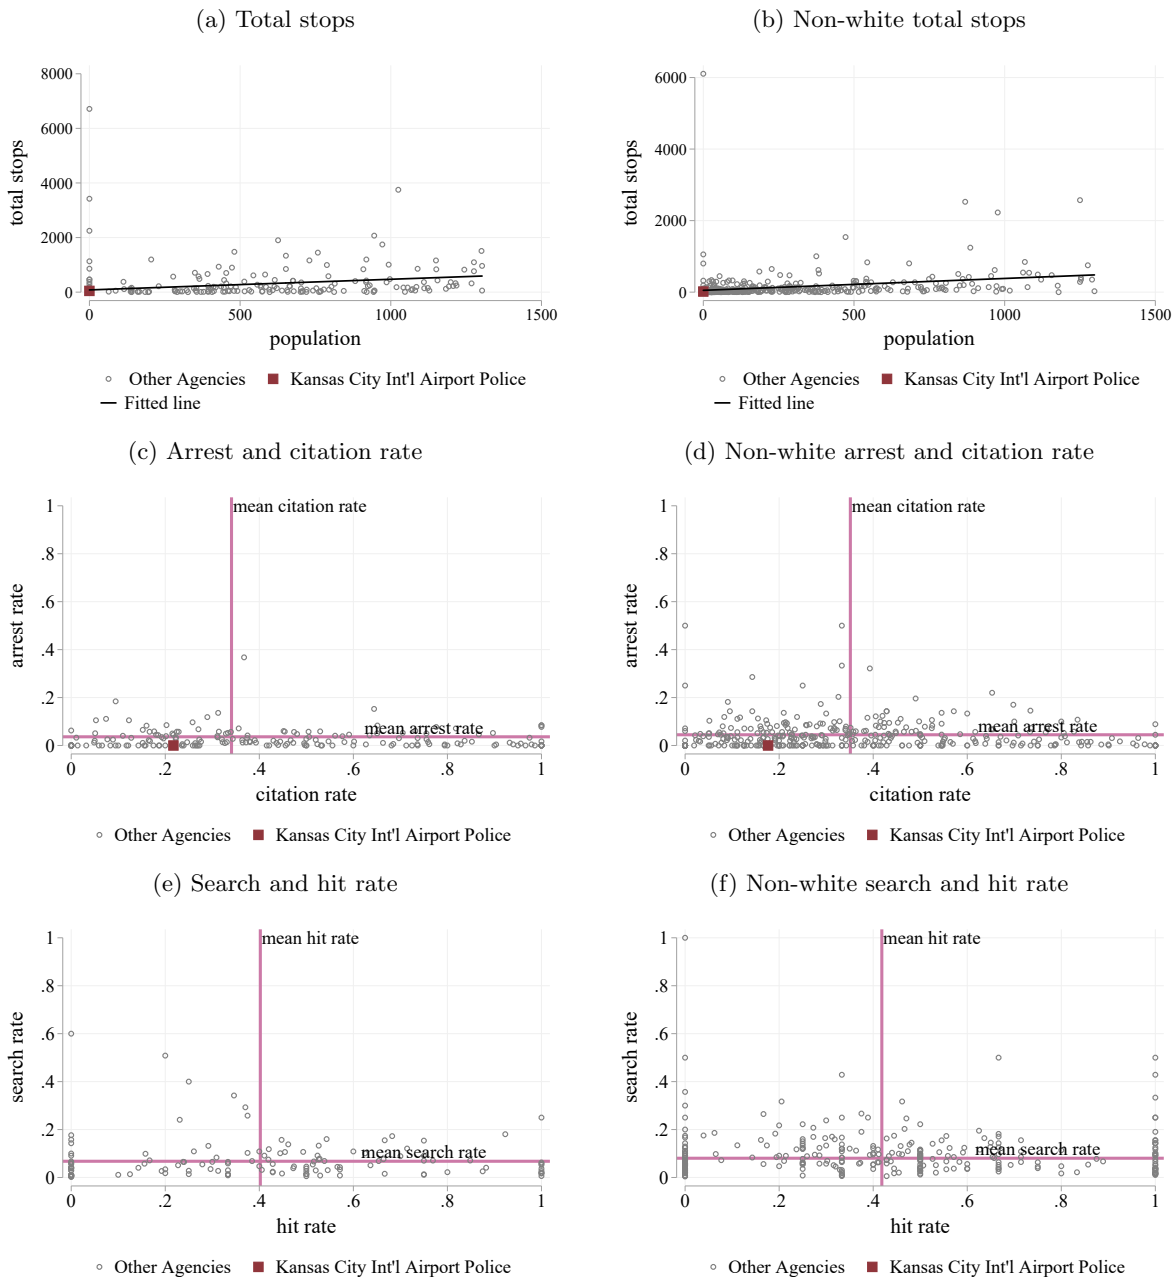 (a) Total stops
8000
6000
4000
2000
0
total stops
0 500 1000 1500
population
Other Agencies Kansas City Int'l Airport Police
Fitted line
(b) Non-white total stops
6000
4000
2000
0
total stops
0 500 1000 1500
population
Other Agencies Kansas City Int'l Airport Police
Fitted line
(c) Arrest and citation rate
1
.8
.6
.4
.2
0
arrest rate
mean citation rate
mean arrest rate
0 .2 .4 .6 .8 1
citation rate
Other Agencies Kansas City Int'l Airport Police
(d) Non-white arrest and citation rate
1
.8
.6
.4
.2
0
arrest rate
mean citation rate
mean arrest rate
0 .2 .4 .6 .8 1
citation rate
Other Agencies Kansas City Int'l Airport Police
(e) Search and hit rate
1
.8
.6
.4
.2
0
search rate
mean hit rate
mean search rate
0 .2 .4 .6 .8 1
hit rate
Other Agencies Kansas City Int'l Airport Police
(f) Non-white search and hit rate
1
.8
.6
.4
.2
0
search rate
mean hit rate
mean search rate
0 .2 .4 .6 .8 1
hit rate
Other Agencies Kansas City Int'l Airport Police